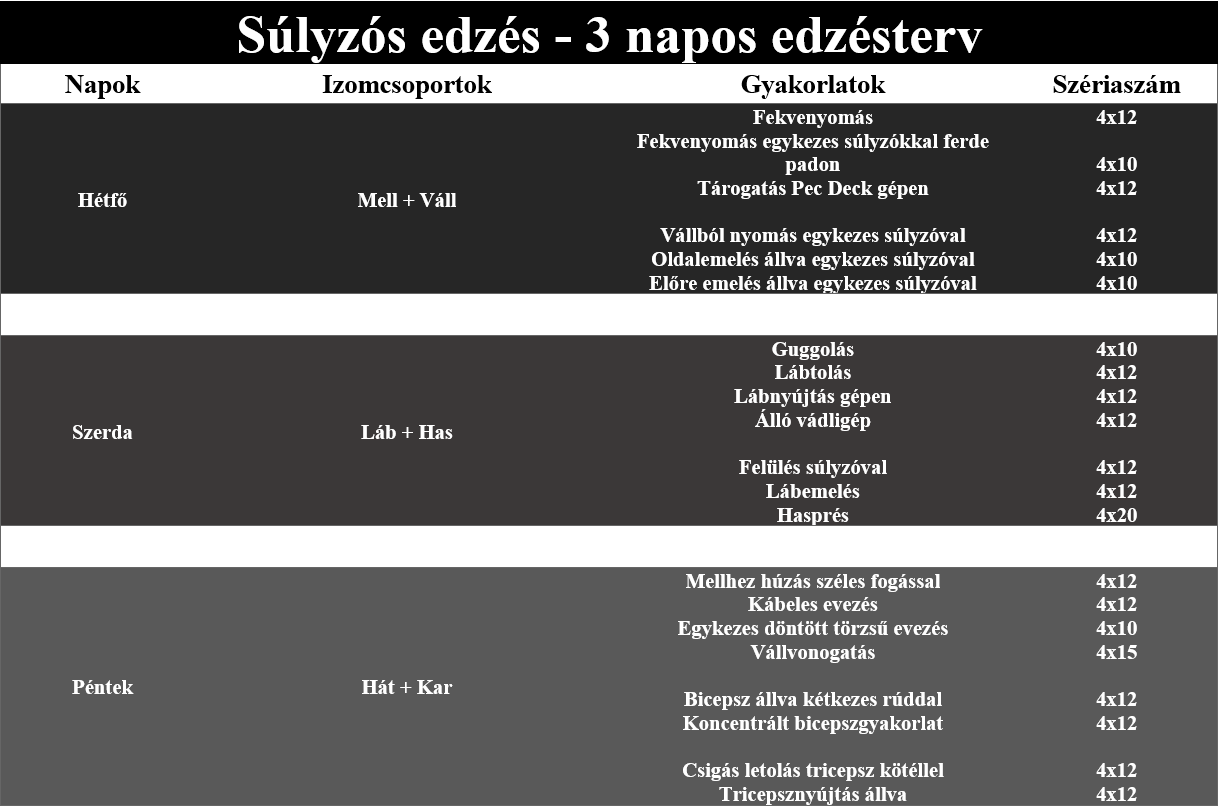 Súlyzós edzés - 3 napos edzésterv
Napok Izomcsoportok Gyakorlatok Szériaszám
Fekvenyomás 4x12
Fekvenyomás egykezes súlyzókkal ferde
padon 4x10
Tárogatás Pec Deck gépen 4x12
Hétfő Mell + Váll
Vállból nyomás egykezes súlyzóval 4x12
Oldalemelés állva egykezes súlyzóval 4x10
Előre emelés állva egykezes súlyzóval 4x10
Guggolás 4x10
Lábtolás 4x12
Lábnyújtás gépen 4x12
Álló vádligép 4x12
Szerda Láb + Has
Felülés súlyzóval 4x12
Lábemelés 4x12
Hasprés 4x20
Mellhez húzás széles fogással 4x12
Kábeles evezés 4x12
Egykezes döntött törzsű evezés 4x10
Vállvonogatás 4x15
Péntek Hát + Kar
Bicepsz állva kétkezes rúddal 4x12
Koncentrált bicepszgyakorlat 4x12
Csigás letolás tricepsz kötéllel 4x12
Tricepsznyújtás állva 4x12